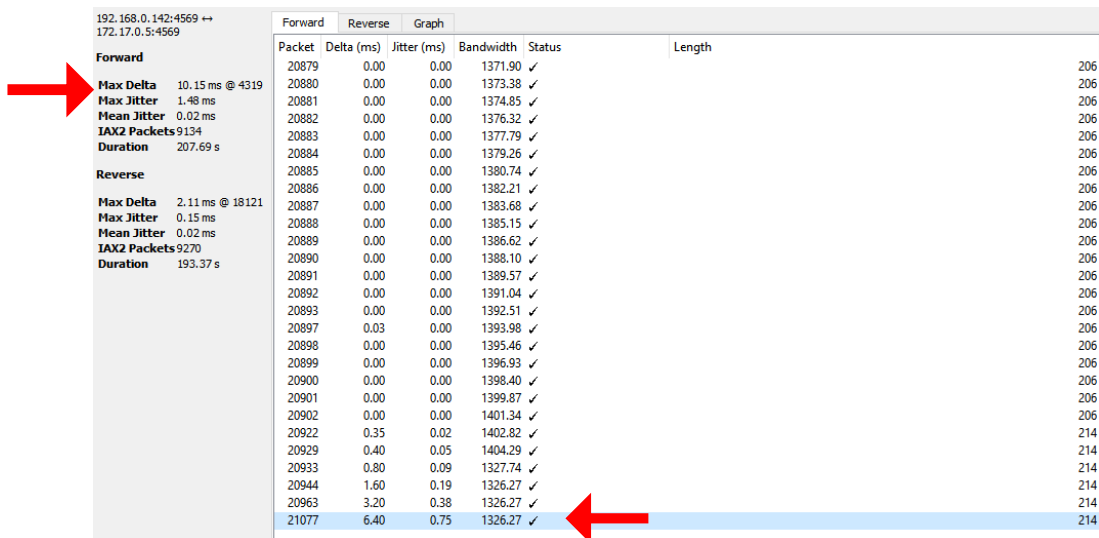 192.168.0.142:4569 ↔
172.17.0.5:4569
Forward
Max Delta 10.15 ms @ 4319
Max Jitter 1.48 ms
Mean Jitter 0.02 ms
IAX2 Packets 9134
Duration 207.69 s
Reverse
Max Delta 2.11 ms @ 18121
Max Jitter 0.15 ms
Mean Jitter 0.02 ms
IAX2 Packets 9270
Duration 193.37 s
Forward Reverse Graph
Packet Delta (ms) Jitter (ms) Bandwidth Status Length
20879 0.00 0.00 1371.90 ✓ 206
20880 0.00 0.00 1373.38 ✓ 206
20881 0.00 0.00 1374.85 ✓ 206
20882 0.00 0.00 1376.32 ✓ 206
20883 0.00 0.00 1377.79 ✓ 206
20884 0.00 0.00 1379.26 ✓ 206
20885 0.00 0.00 1380.74 ✓ 206
20886 0.00 0.00 1382.21 ✓ 206
20887 0.00 0.00 1383.68 ✓ 206
20888 0.00 0.00 1385.15 ✓ 206
20889 0.00 0.00 1386.62 ✓ 206
20890 0.00 0.00 1388.10 ✓ 206
20891 0.00 0.00 1389.57 ✓ 206
20892 0.00 0.00 1391.04 ✓ 206
20893 0.00 0.00 1392.51 ✓ 206
20897 0.03 0.00 1393.98 ✓ 206
20898 0.00 0.00 1395.46 ✓ 206
20899 0.00 0.00 1396.93 ✓ 206
20900 0.00 0.00 1398.40 ✓ 206
20901 0.00 0.00 1399.87 ✓ 206
20902 0.00 0.00 1401.34 ✓ 206
20922 0.35 0.02 1402.82 ✓ 214
20929 0.40 0.05 1404.29 ✓ 214
20933 0.80 0.09 1327.74 ✓ 214
20944 1.60 0.19 1326.27 ✓ 214
20963 3.20 0.38 1326.27 ✓ 214
21077 6.40 0.75 1326.27 ✓ 214